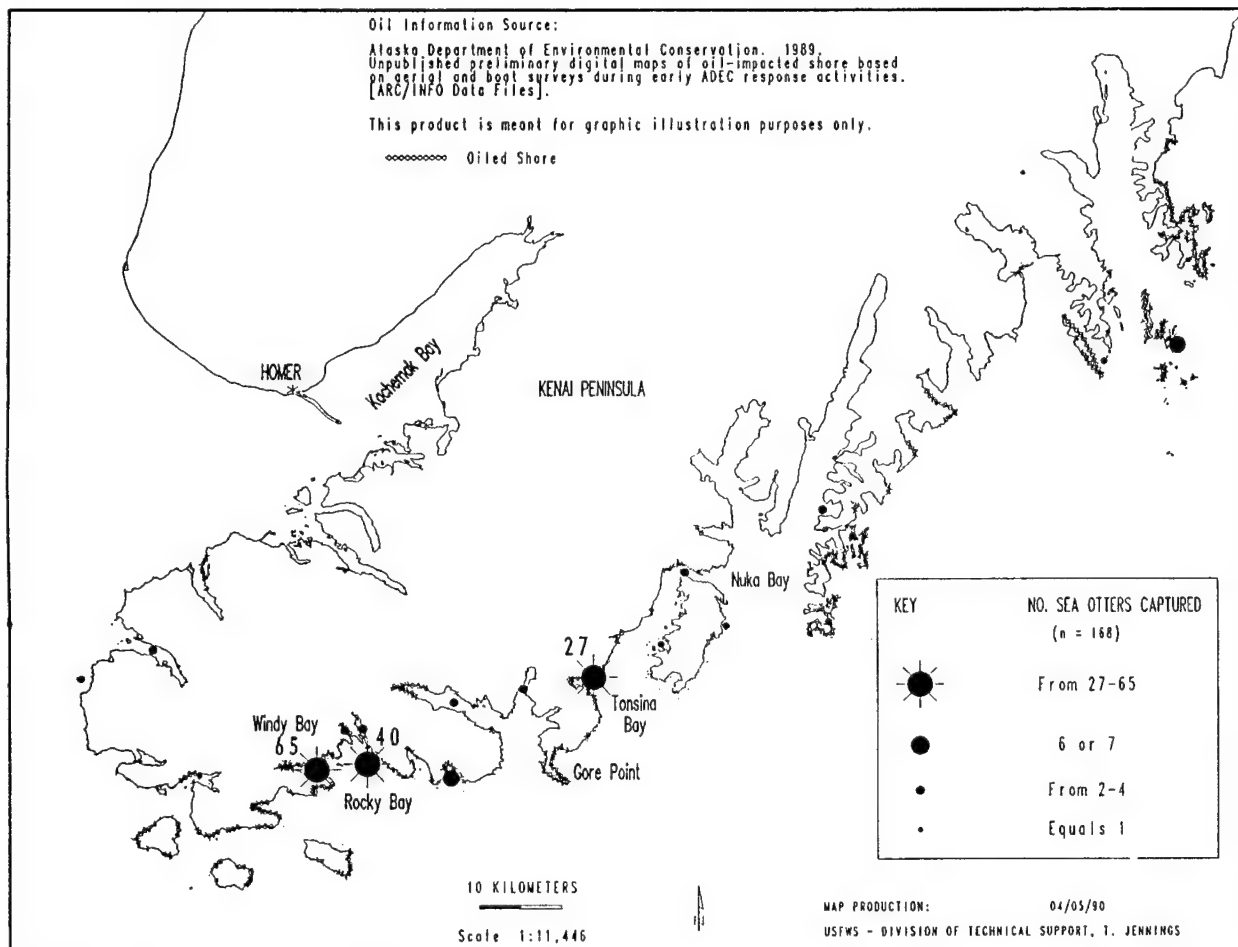 Oil Information Source:
Alaska Department of Environmental Conservation. 1989.
Unpublished preliminary digital maps of oil-impacted shore based
on aerial and boat surveys during early ADEC response activities.
[ARC/INFO Data Files].
This product is meant for graphic illustration purposes only.
Oiled Shore
HOMER
Kachemak Bay
KENAI PENINSULA
Nuka Bay
27
Tonsina
Bay
Windy Bay
65
40
Rocky Bay
Gore Point
KEY NO. SEA OTTERS CAPTURED
(n = 168)
From 27-65
6 or 7
From 2-4
Equals 1
10 KILOMETERS
Scale 1:11,446
MAP PRODUCTION: 04/05/90
USFWS - DIVISION OF TECHNICAL SUPPORT, T. JENNINGS